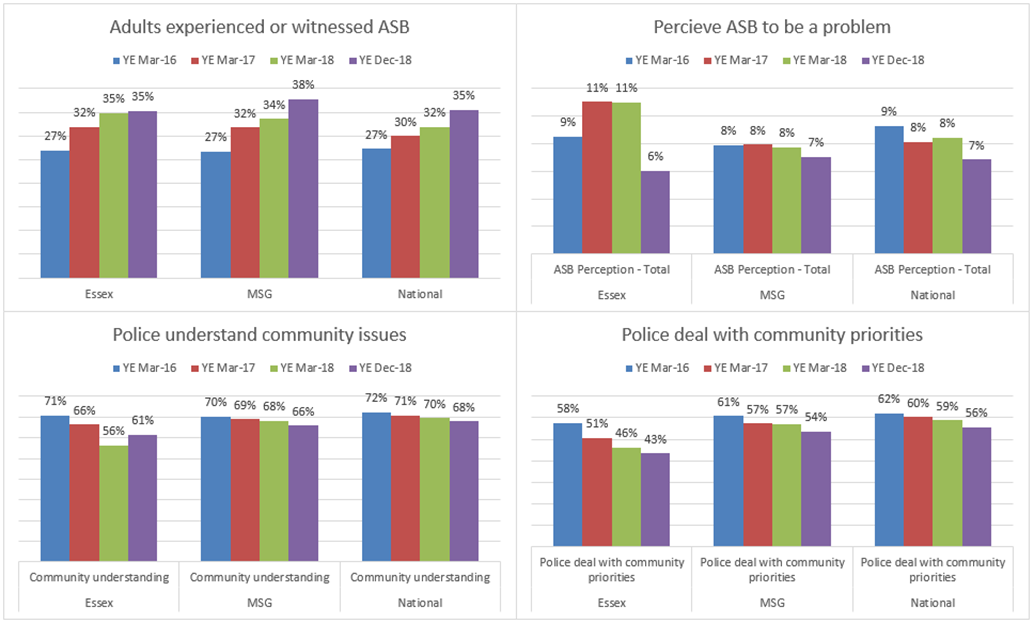 Adults experienced or witnessed ASB
YE Mar-16 YE Mar-17 YE Mar-18 YE Dec-18
27% 32% 35% 35% 27% 32% 34% 38% 27% 30% 32% 35%
Essex MSG National
Percieve ASB to be a problem
YE Mar-16 YE Mar-17 YE Mar-18 YE Dec-18
9% 11% 11% 6% 8% 8% 8% 7% 9% 8% 8% 7%
ASB Perception - Total ASB Perception - Total ASB Perception - Total
Essex MSG National
Police understand community issues
YE Mar-16 YE Mar-17 YE Mar-18 YE Dec-18
71% 66% 56% 61% 70% 69% 68% 66% 72% 71% 70% 68%
Community understanding Community understanding Community understanding
Essex MSG National
Police deal with community priorities
YE Mar-16 YE Mar-17 YE Mar-18 YE Dec-18
58% 51% 46% 43% 61% 57% 57% 54% 62% 60% 59% 56%
Police deal with community Police deal with community Police deal with community
priorities priorities priorities
Essex MSG National